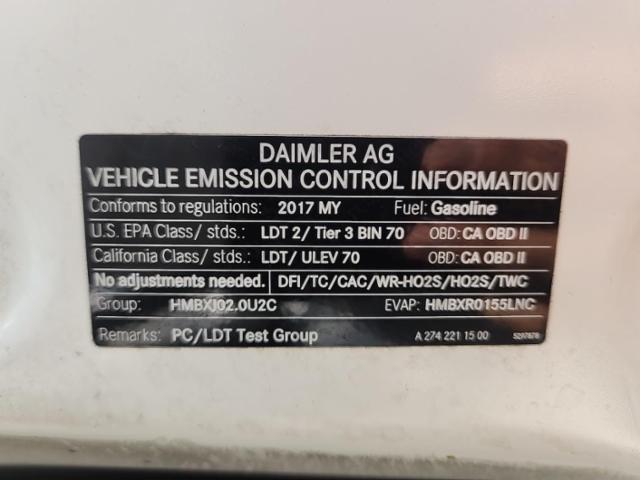 DAIMLER AG
VEHICLE EMISSION CONTROL INFORMATION
Conforms to regulations: 2017 MY Fuel: Gasoline
U.S. EPA Class/ stds.: LDT 2/ Tier 3 BIN 70 OBD: CA OBD II
California Class/ stds.: LDT/ ULEV 70 OBD: CA OBD II
No adjustments needed. DFI/TC/CAC/WR-HO2S/HO2S/TWC
Group: HMBXJ02.0U2C EVAP: HMBXR0155LNC
Remarks: PC/LDT Test Group A 274 221 15 00